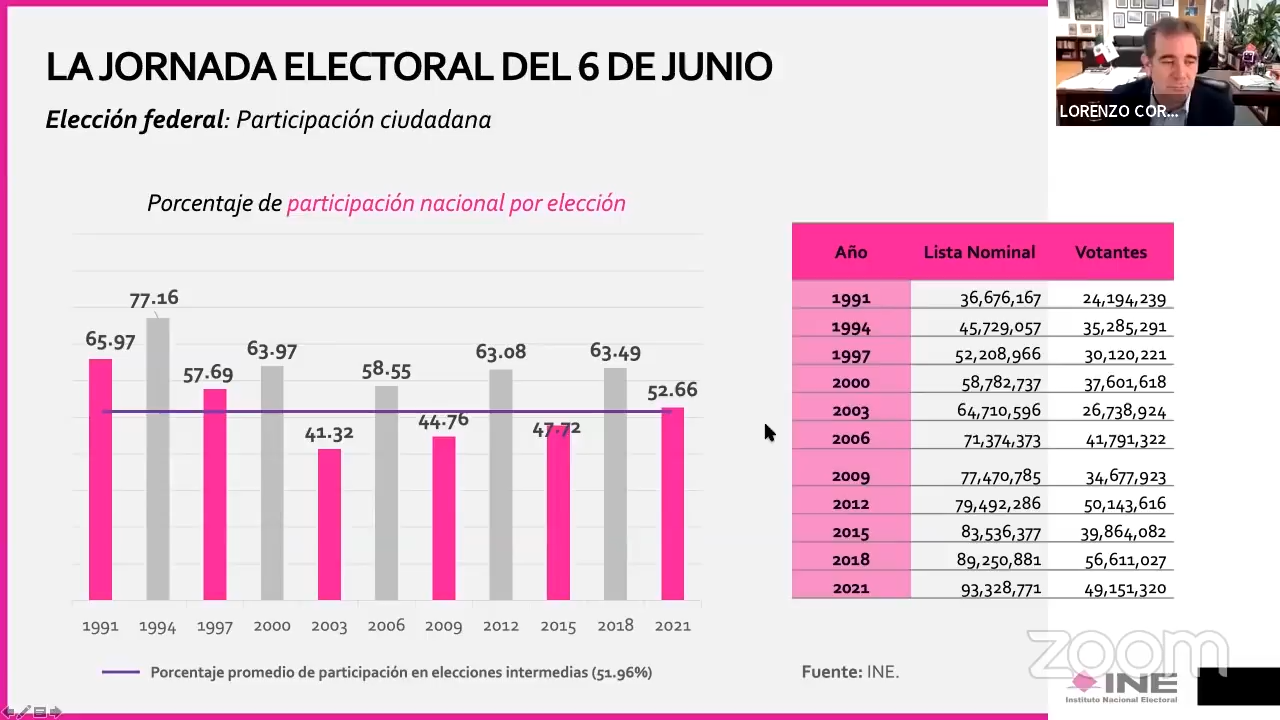 LA JORNADA ELECTORAL DEL 6 DE JUNIO
Elección federal: Participación ciudadana
LORENZO COR...
Porcentaje de participación nacional por elección
65.97
77.16
57.69
63.97
41.32
58.55
44.76
63.08
47.72
63.49
52.66
1991 1994 1997 2000 2003 2006 2009 2012 2015 2018 2021
Porcentaje promedio de participación en elecciones intermedias (51.96%)
Año Lista Nominal Votantes
1991 36,676,167 24,194,239
1994 45,729,057 35,285,291
1997 52,208,966 30,120,221
2000 58,782,737 37,601,618
2003 64,710,596 26,738,924
2006 71,374,373 41,791,322
2009 77,470,785 34,677,923
2012 79,492,286 50,143,616
2015 83,536,377 39,864,082
2018 89,250,881 56,611,027
2021 93,328,771 49,151,320
Fuente: INE.
zoom
INE
Instituto Nacional Electoral